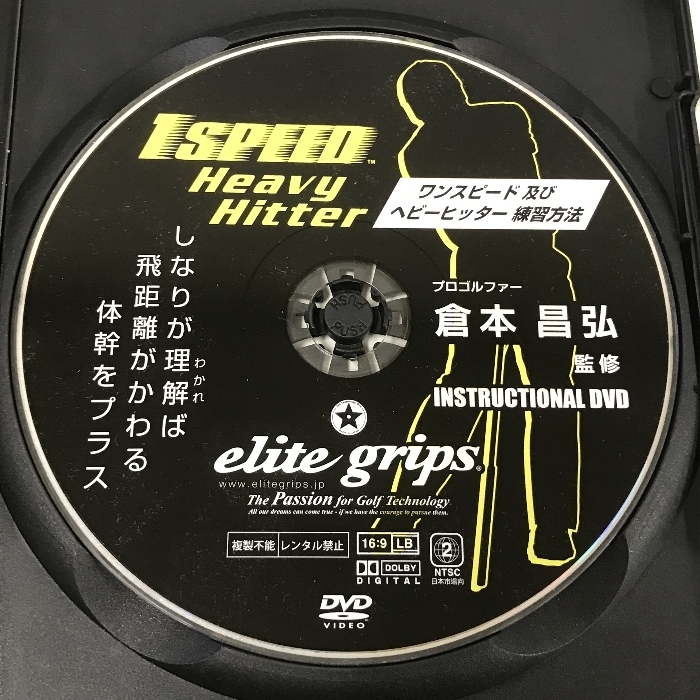 1SPEED™
Heavy
Hitter
ワンスピード 及び
ヘビーヒッター 練習方法
しなりが理解ば
わかれ
飛距離がかわる
体幹をプラス
プロゴルファー
倉本 昌弘
監修
INSTRUCTIONAL DVD
PUSH
PUSH
elite grips®
www.elitegrips.jp
The Passion for Golf Technology
All our dreams can come true - if we have the courage to pursue them.
複製不能 レンタル禁止
16:9 LB
DOLBY
DIGITAL
2
NTSC
日本市場向
DVD
VIDEO